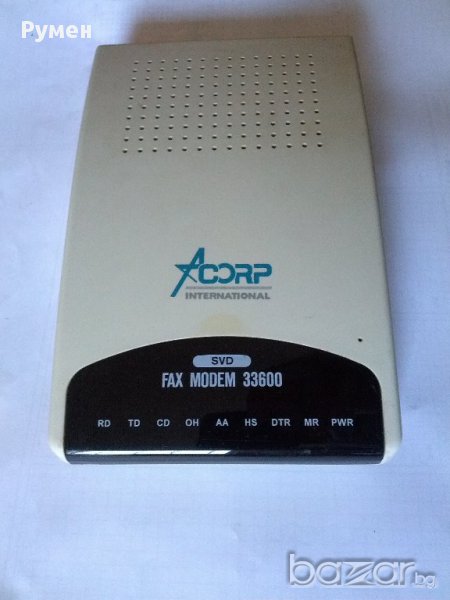 Румен
ACORP
INTERNATIONAL
SVD
FAX MODEM 33600
RD TD CD OH AA HS DTR MR PWR
bazar.bg